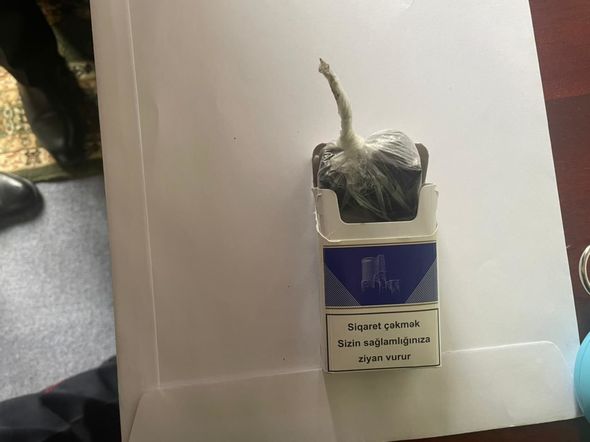 Siqaret çəkmək
Sizin sağlamlığınıza
ziyan vurur